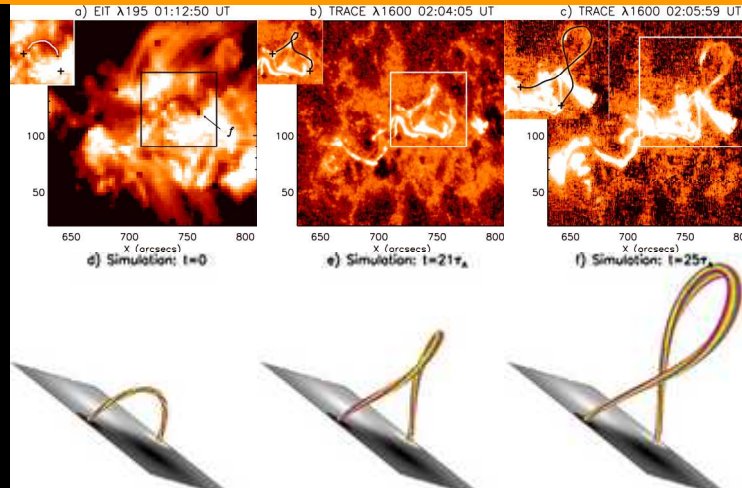 a) EIT λ195 01:12:50 UT
b) TRACE λ1600 02:04:05 UT
c) TRACE λ1600 02:05:59 UT
f
100
50
100
50
100
50
650 700 750 800
650 700 750 810
650 700 750 800
X (arcsecs)
X (arcsecs)
X (arcsecs)
d) Simulation: t=0
e) Simulation: t=21τA
f) Simulation: t=25τA